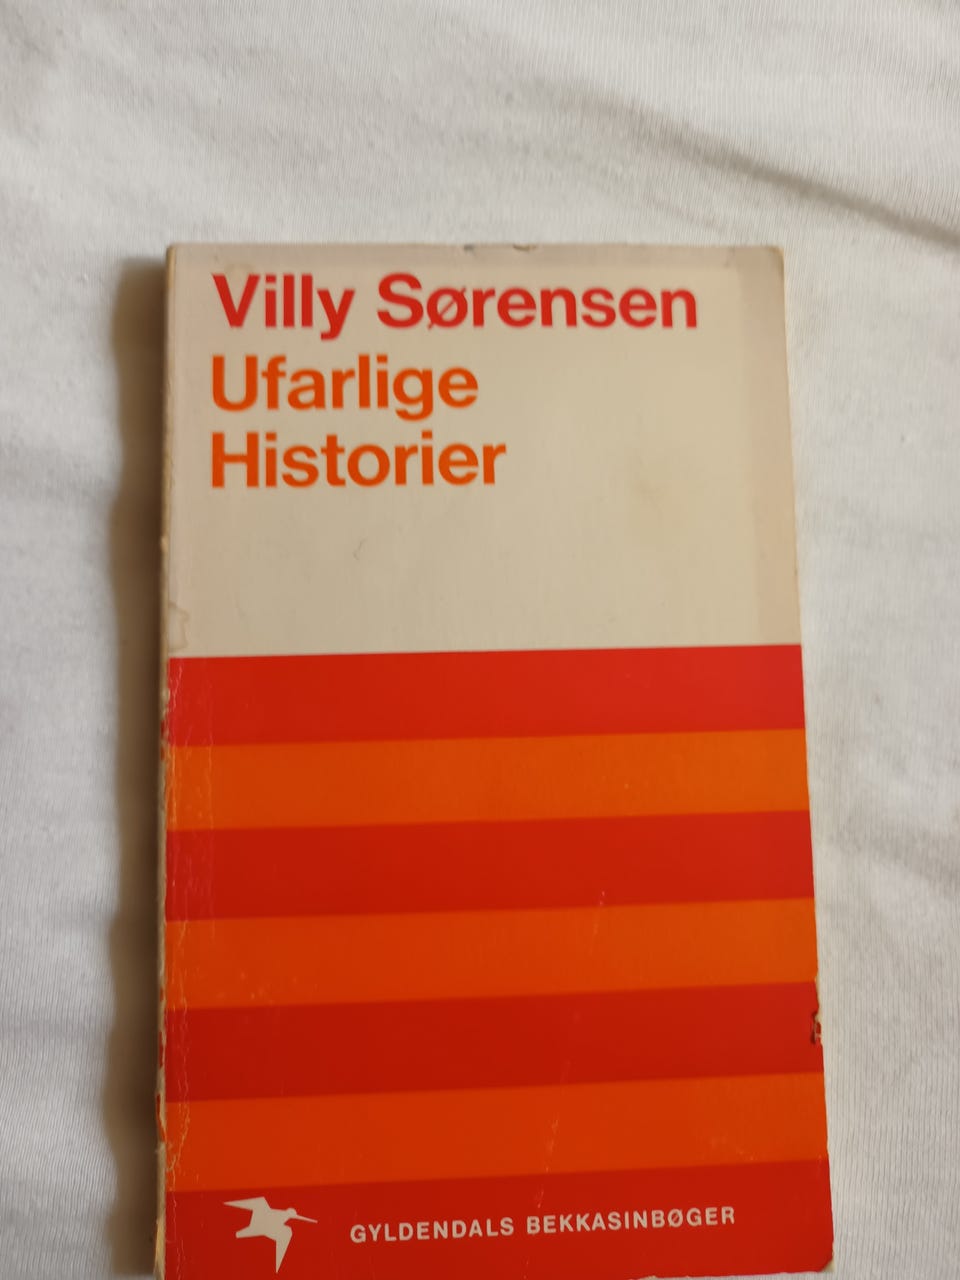 Villy Sørensen
Ufarlige
Historier
GYLDENDALS BEKKASINBØGER